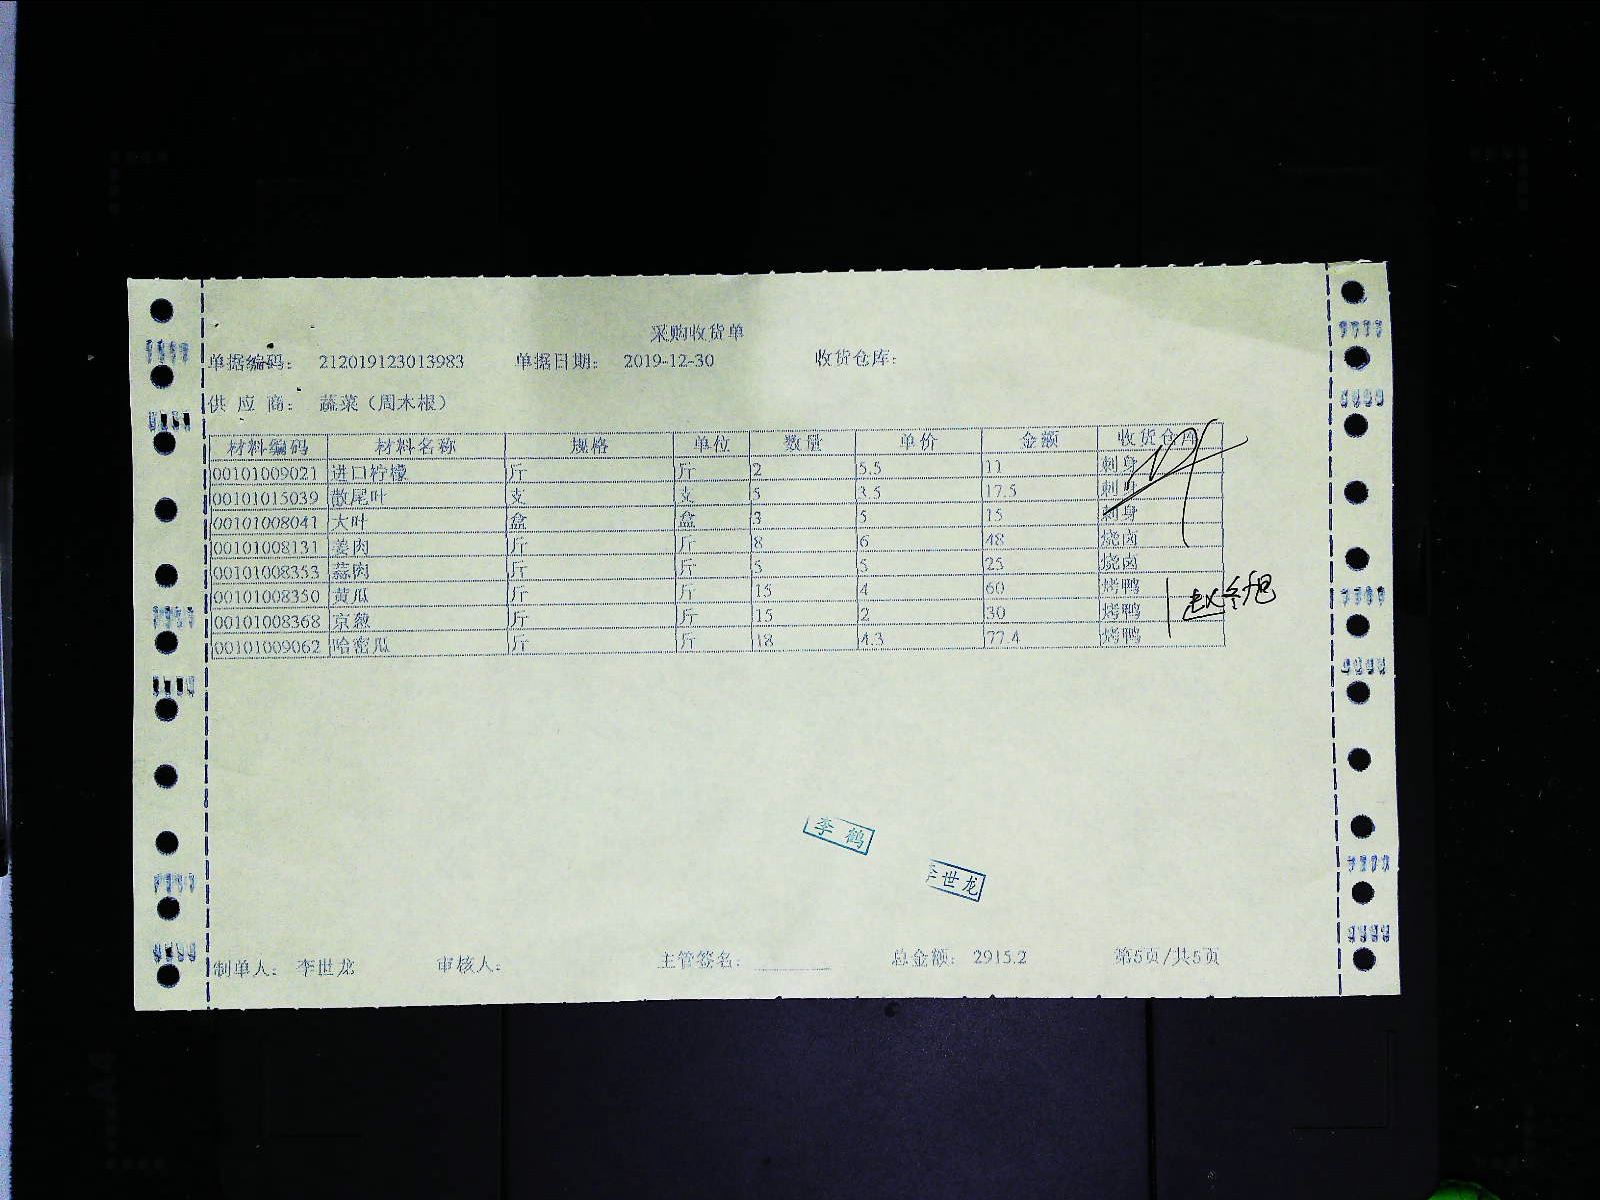 采购收货单
单据编码: 212019123013983 单据日期: 2019-12-30 收货仓库:
供 应 商: 蔬菜（周木根）
材料编码 材料名称 规格 单位 数量 单价 金额 收货仓库
00101009021 进口柠檬 斤 斤 2 5.5 11 刺身
00101015039 散尾叶 支 支 5 3.5 17.5 刺身
00101008041 大叶 盒 盒 3 5 15 刺身
00101008131 姜肉 斤 斤 8 6 48 烧卤
00101008353 蒜肉 斤 斤 5 5 25 烧卤
00101008350 黄瓜 斤 斤 15 4 60 烤鸭
00101008368 京葱 斤 斤 15 2 30 烤鸭
00101009062 哈密瓜 斤 斤 18 4.3 77.4 烤鸭
李鹤
李世龙
制单人: 李世龙 审核人: 主管签名: 总金额: 2915.2 第5页/共5页